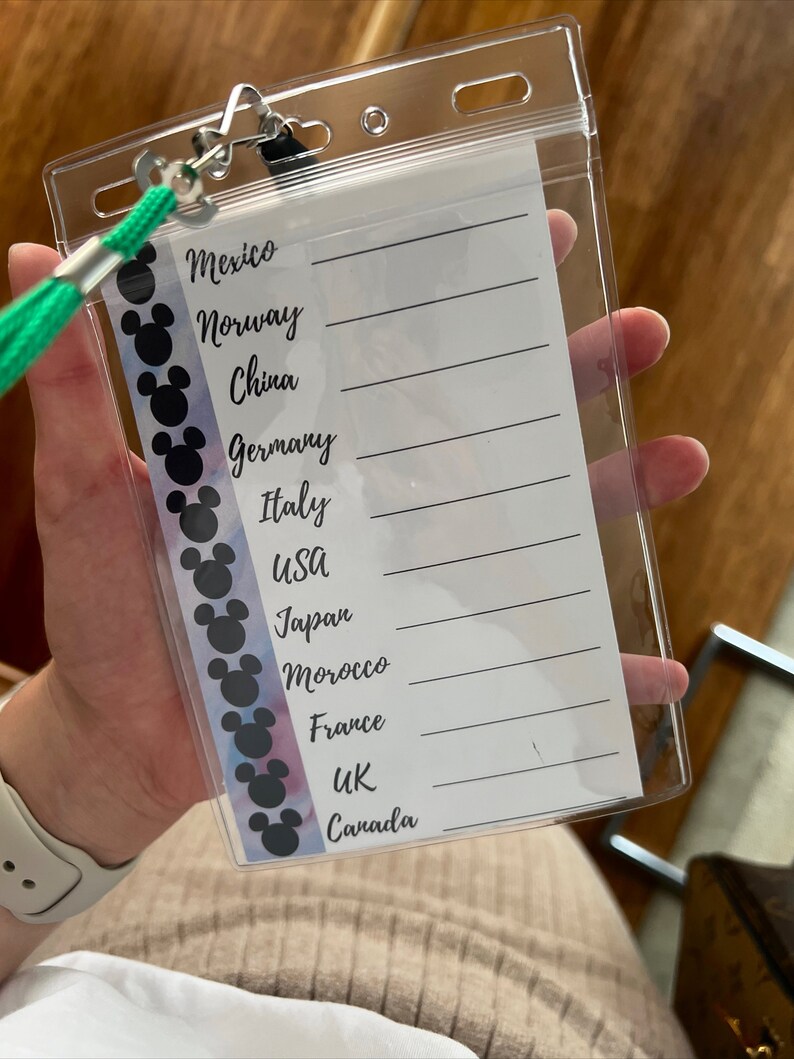 Mexico
Norway
China
Germany
Italy
USA
Japan
Morocco
France
UK
Canada